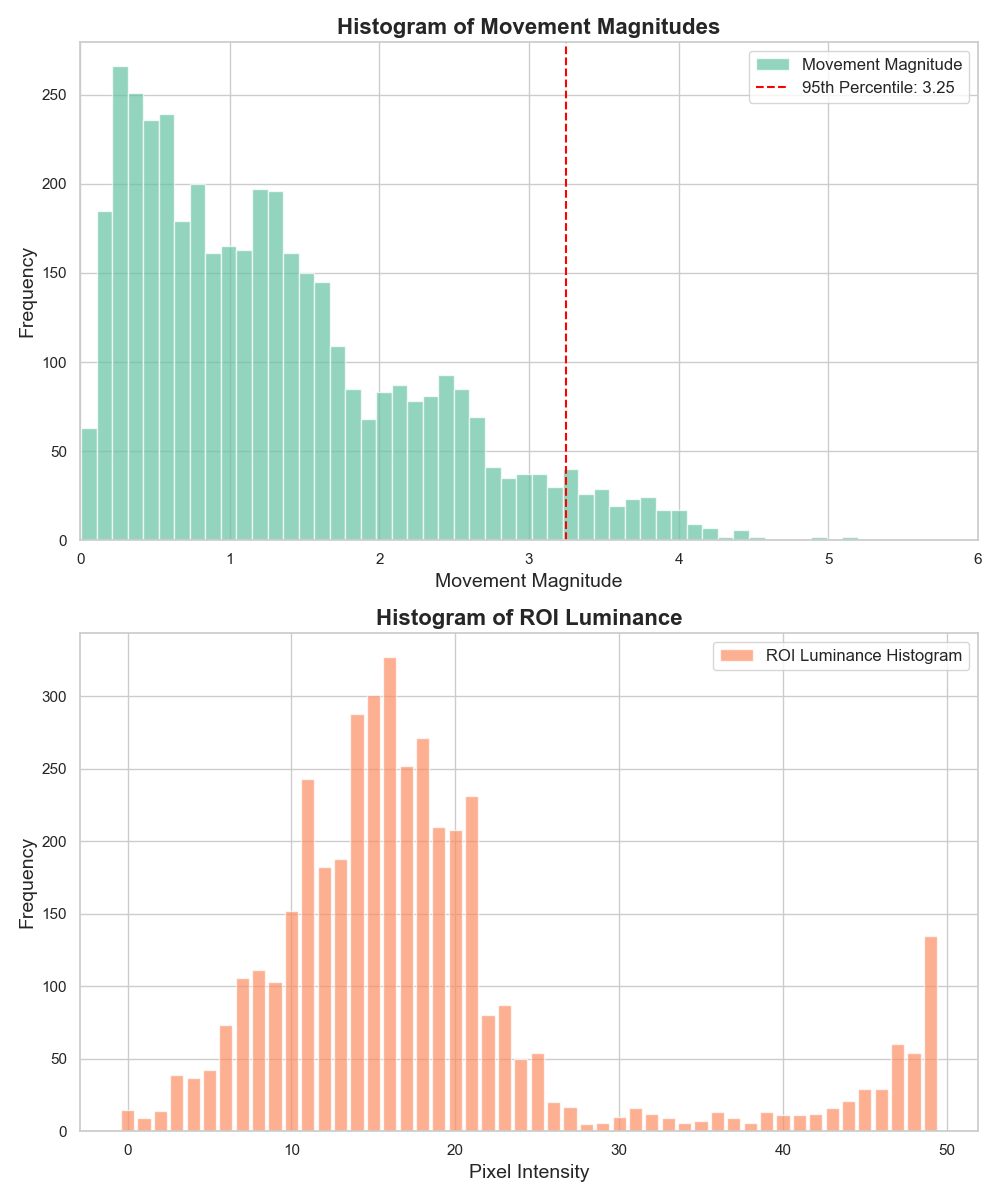 Histogram of Movement Magnitudes
Movement Magnitude
95th Percentile: 3.25
Frequency
250
200
150
100
50
0
0 1 2 3 4 5 6
Movement Magnitude
Histogram of ROI Luminance
ROI Luminance Histogram
Frequency
300
250
200
150
100
50
0
0 10 20 30 40 50
Pixel Intensity